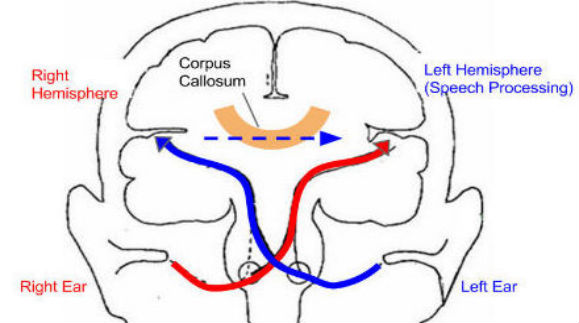 Right
Hemisphere
Corpus
Callosum
Left Hemisphere
(Speech Processing)
Right Ear
Left Ear